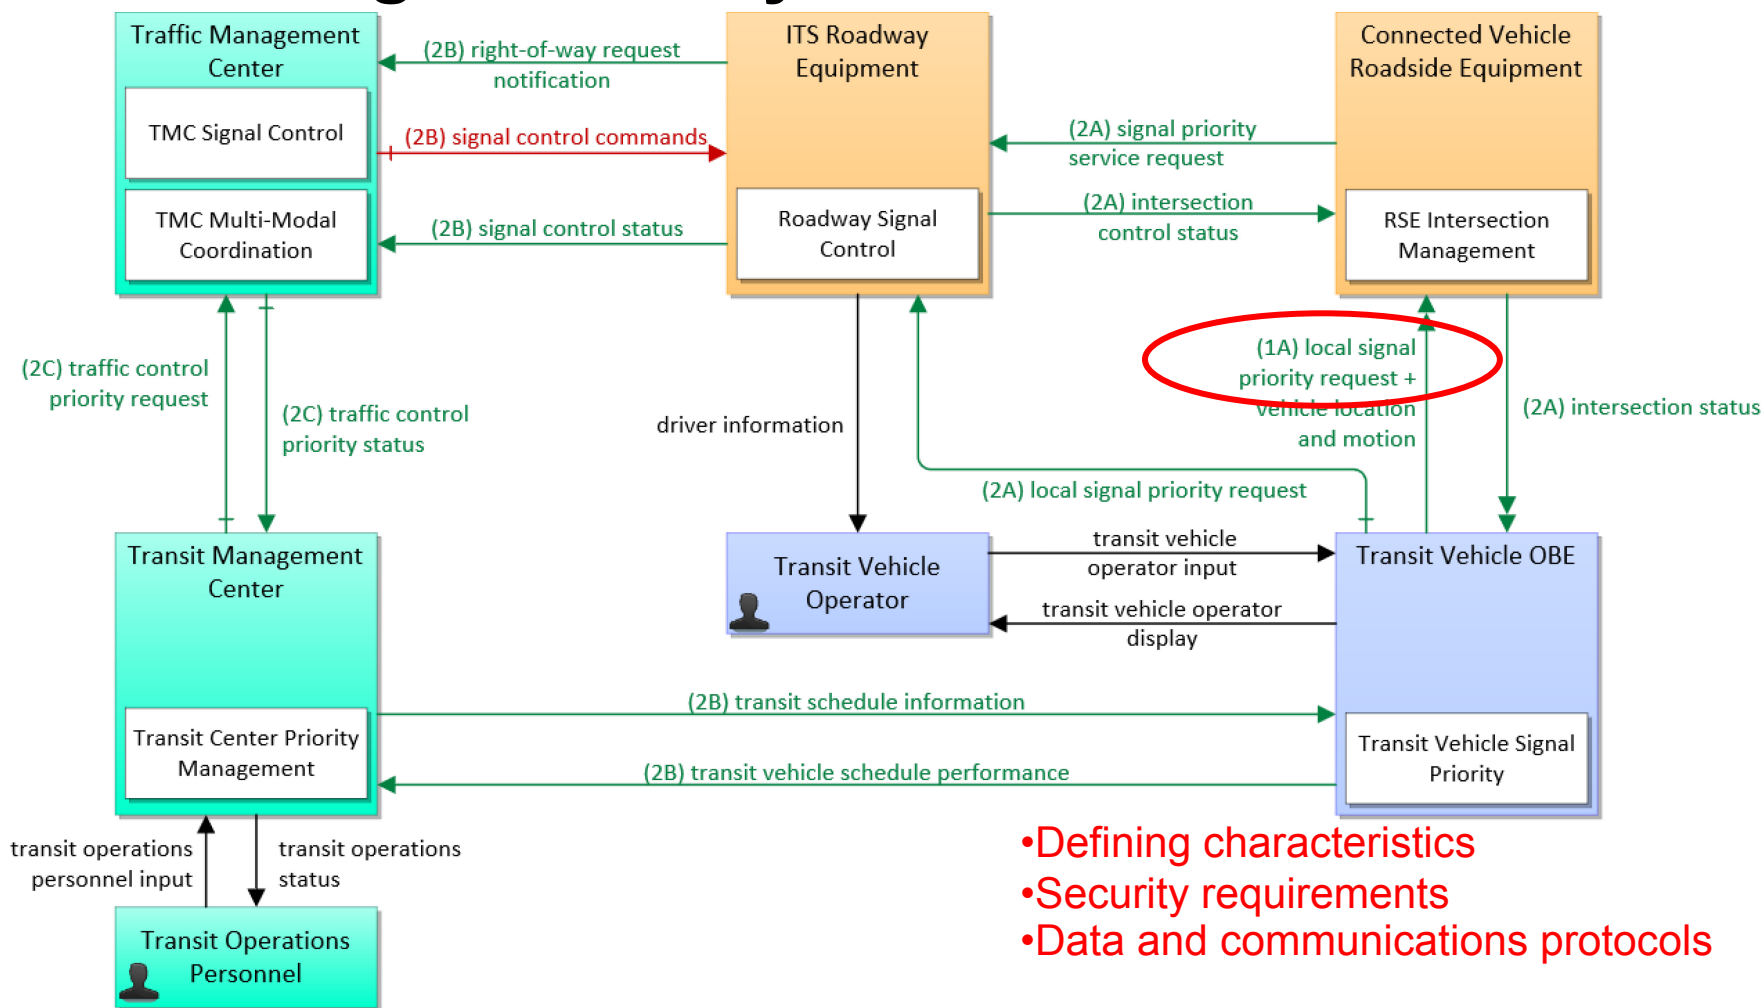 Traffic Management
Center
TMC Signal Control
TMC Multi-Modal
Coordination
(2B) right-of-way request
notification
(2B) signal control commands
(2B) signal control status
ITS Roadway
Equipment
Roadway Signal
Control
(2A) signal priority
service request
(2A) intersection
control status
Connected Vehicle
Roadside Equipment
RSE Intersection
Management
(2C) traffic control
priority request
(2C) traffic control
priority status
driver information
(1A) local signal
priority request +
vehicle location
and motion
(2A) intersection status
(2A) local signal priority request
Transit Management
Center
Transit Center Priority
Management
Transit Vehicle
Operator
transit vehicle
operator input
transit vehicle operator
display
Transit Vehicle OBE
Transit Vehicle Signal
Priority
(2B) transit schedule information
(2B) transit vehicle schedule performance
transit operations
personnel input
transit operations
status
Transit Operations
Personnel
•Defining characteristics
•Security requirements
•Data and communications protocols